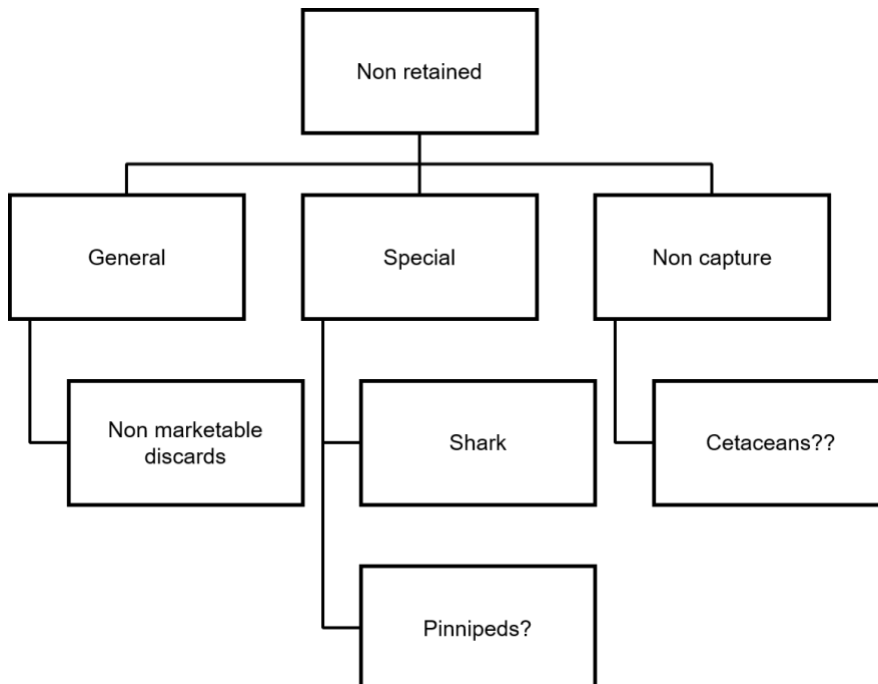 Non retained
General
Special
Non capture
Non marketable
discards
Shark
Cetaceans??
Pinnipeds?